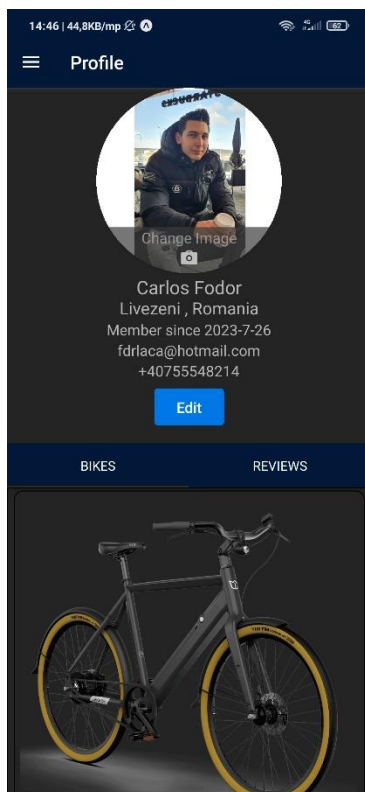 14:46 | 44,8KB/mp
4G
62
Profile
Change Image
Carlos Fodor
Livezeni , Romania
Member since 2023-7-26
fdrlaca@hotmail.com
+40755548214
Edit
BIKES
REVIEWS